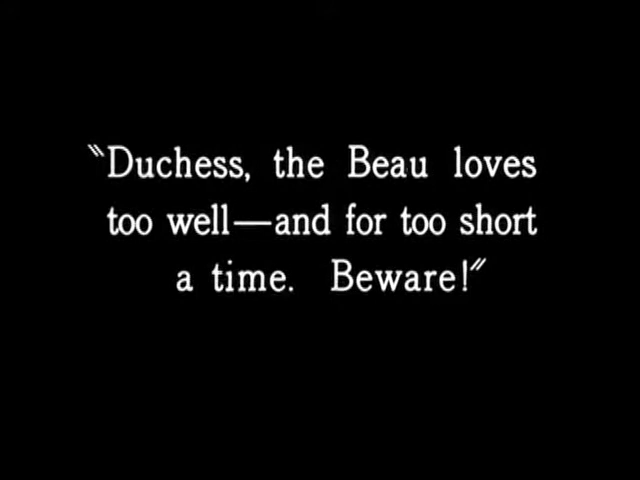 "Duchess, the Beau loves
too well—and for too short
a time. Beware!"